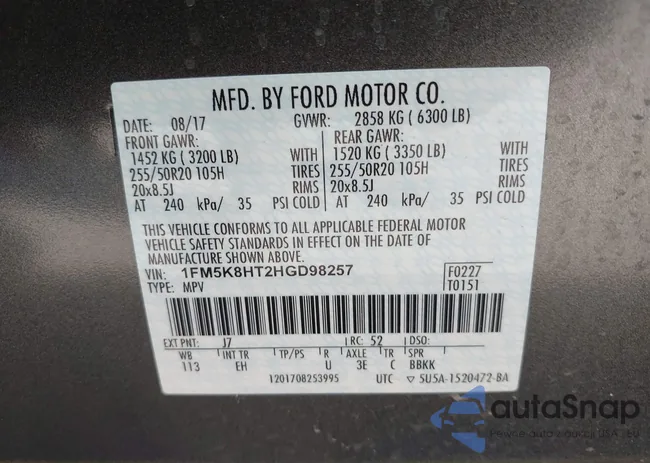 MFD. BY FORD MOTOR CO.
DATE: 08/17 GVWR: 2858 KG ( 6300 LB)
FRONT GAWR: REAR GAWR:
1452 KG ( 3200 LB) WITH 1520 KG ( 3350 LB) WITH
255/50R20 105H TIRES 255/50R20 105H TIRES
20x8.5J RIMS 20x8.5J RIMS
AT 240 kPa/ 35 PSI COLD AT 240 kPa/ 35 PSI COLD
THIS VEHICLE CONFORMS TO ALL APPLICABLE FEDERAL MOTOR
VEHICLE SAFETY STANDARDS IN EFFECT ON THE DATE OF
MANUFACTURE SHOWN ABOVE.
VIN: 1FM5K8HT2HGD98257 F0227
TYPE: MPV T0151
EXT PNT: J7 RC: 52 DSO:
WB INT TR TP/PS R AXLE TR SPR
113 EH U 3E C BBKK
1201708253995 UTC ▽ 5U5A-1520472-BA
autoSnap
Pewne auto z aukcji USA